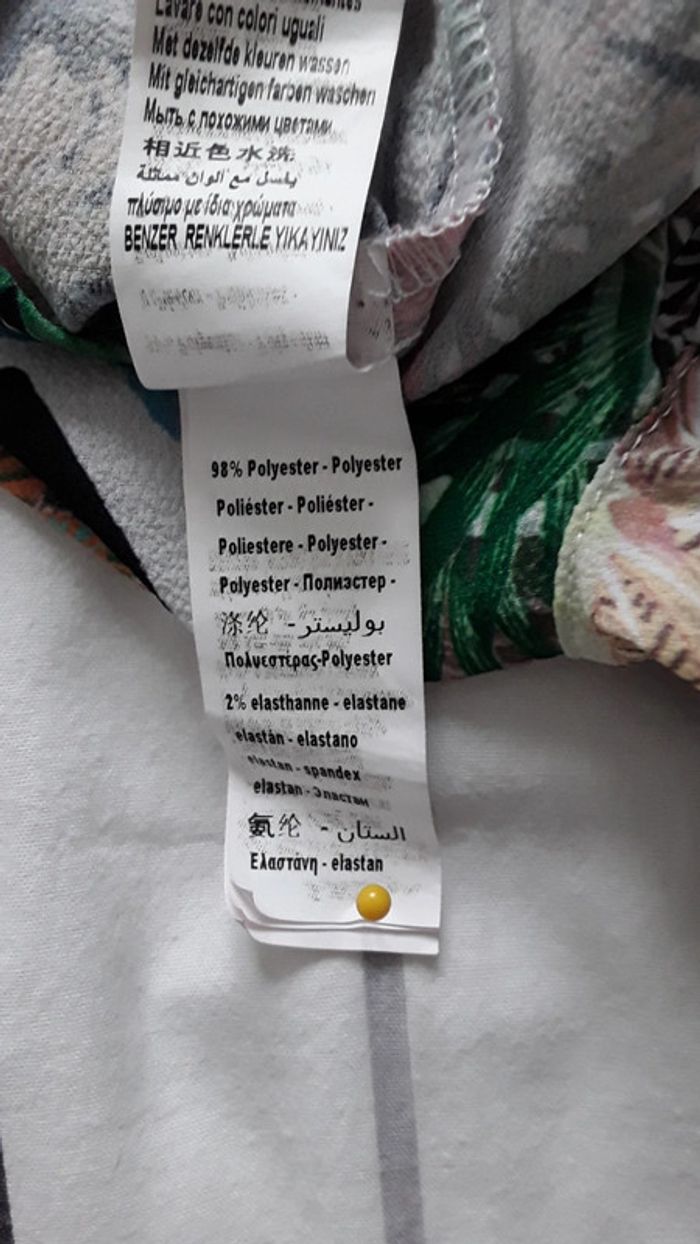 Lavare con colori uguali
Met dezelfde kleuren wassen
Mit gleichartigen farben waschen
Мыть с похожими цветами
相近色水洗
يغسل مع ألوان مماثلة
πλύσιμο με ίδια χρώματα
BENZER RENKLERLE YIKAYINIZ
98% Polyester - Polyester
Poliéster - Poliéster -
Poliestere - Polyester -
Polyester - Полиэстер -
涤纶 - بوليستر
Πολυεστέρας-Polyester
2% elasthanne - elastane
elastán - elastano
elastan - spandex
elastan - Эластан
氨纶 - الستان
Ελαστάνη - elastan